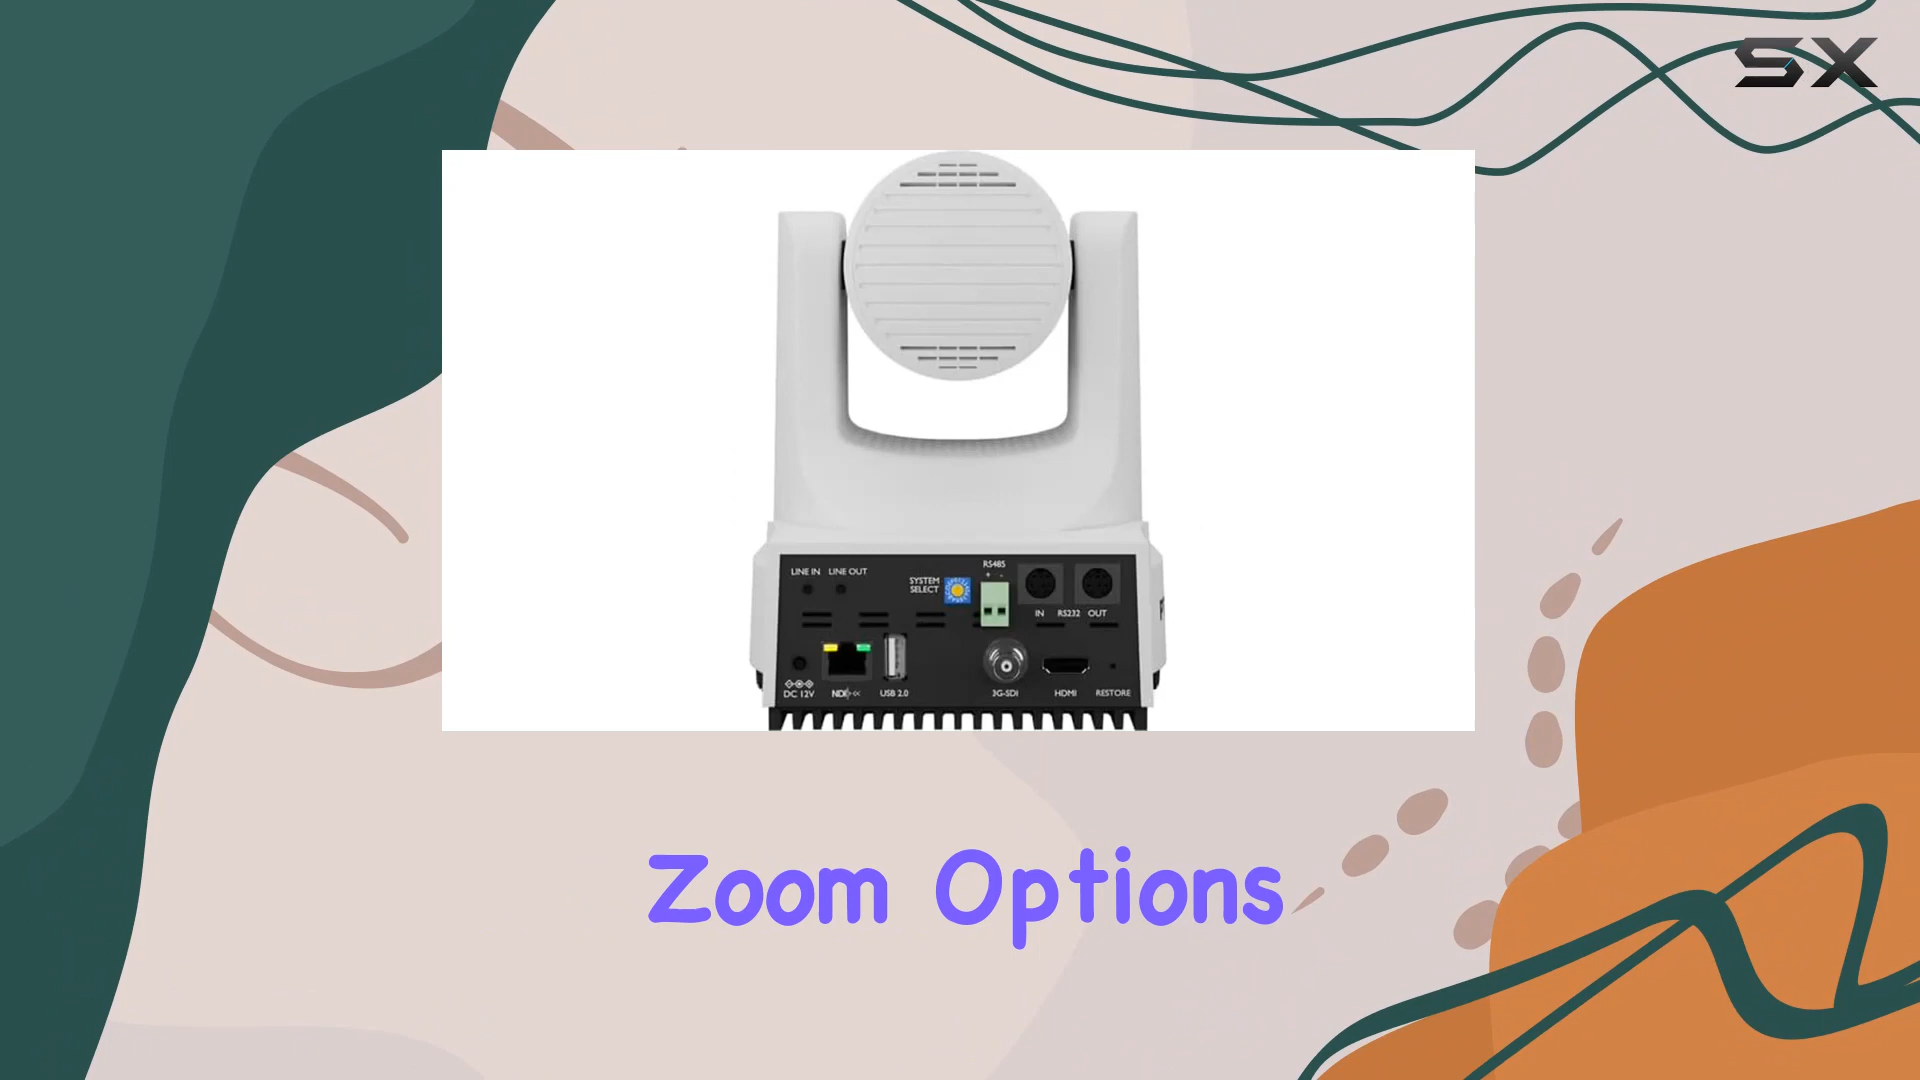 SX
LINE IN LINE OUT
SYSTEM
SELECT
RS485
+ -
IN RS232 OUT
DC 12V
NDI
USB 2.0
3G-SDI
HDMI
RESTORE
Zoom Options